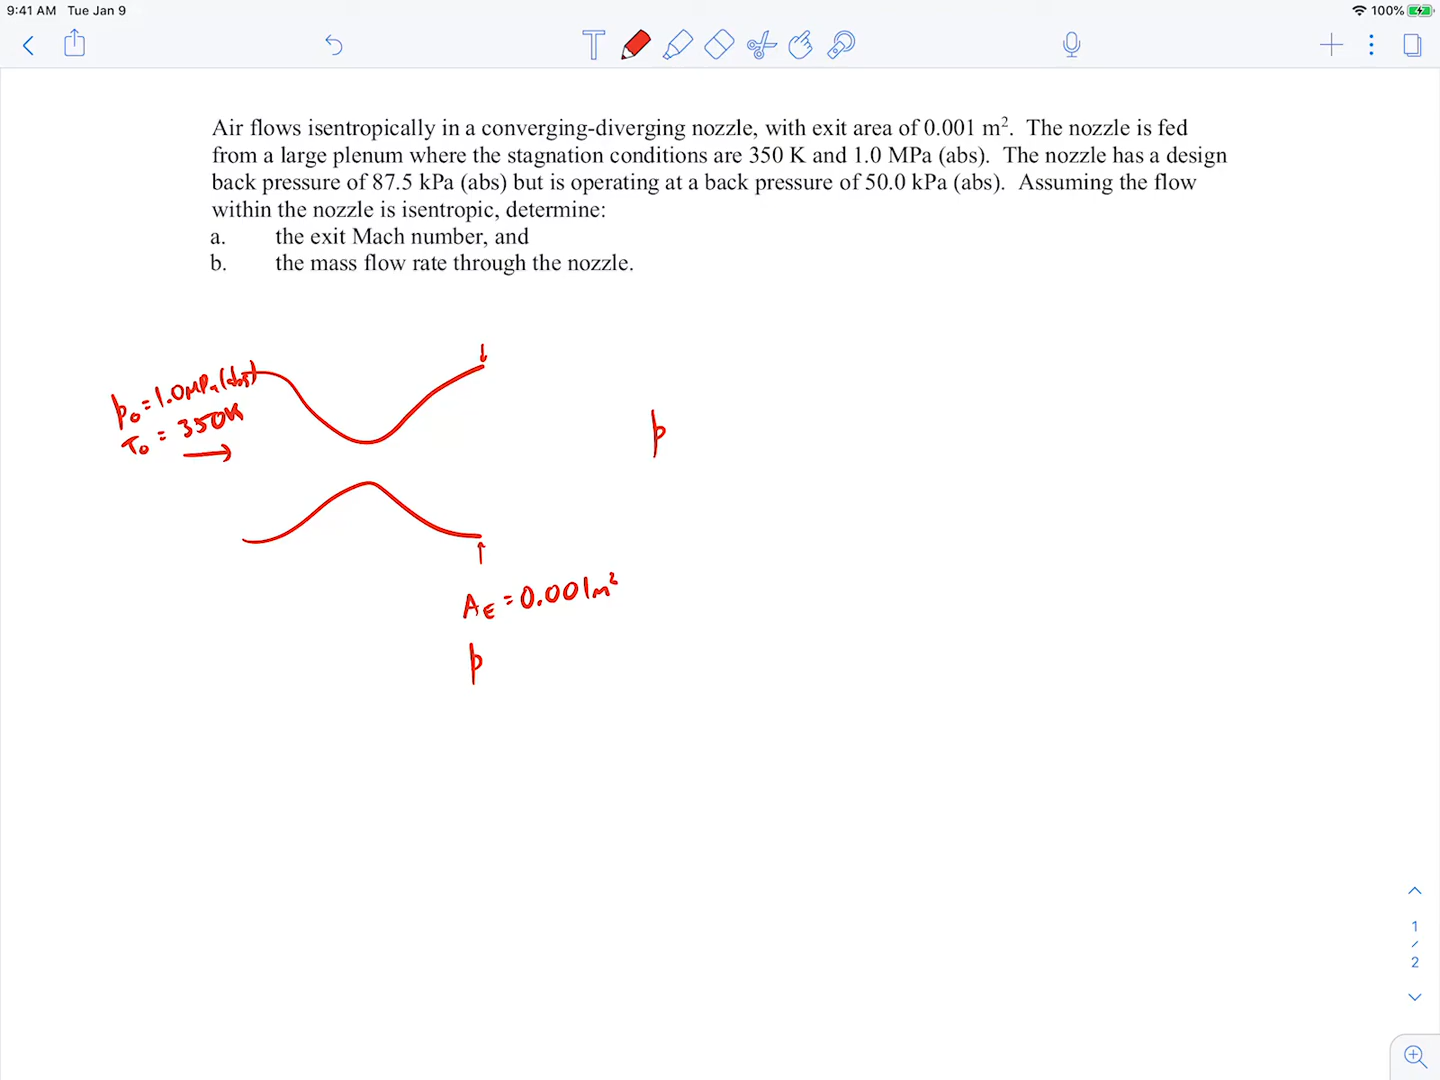 9:41 AM Tue Jan 9
100%
T
Air flows isentropically in a converging-diverging nozzle, with exit area of 0.001 m². The nozzle is fed
from a large plenum where the stagnation conditions are 350 K and 1.0 MPa (abs). The nozzle has a design
back pressure of 87.5 kPa (abs) but is operating at a back pressure of 50.0 kPa (abs). Assuming the flow
within the nozzle is isentropic, determine:
a. the exit Mach number, and
b. the mass flow rate through the nozzle.
p₀ = 1.0 MPa (abs)
T₀ = 350K
p
A_E = 0.001 m²
p
1
/
2